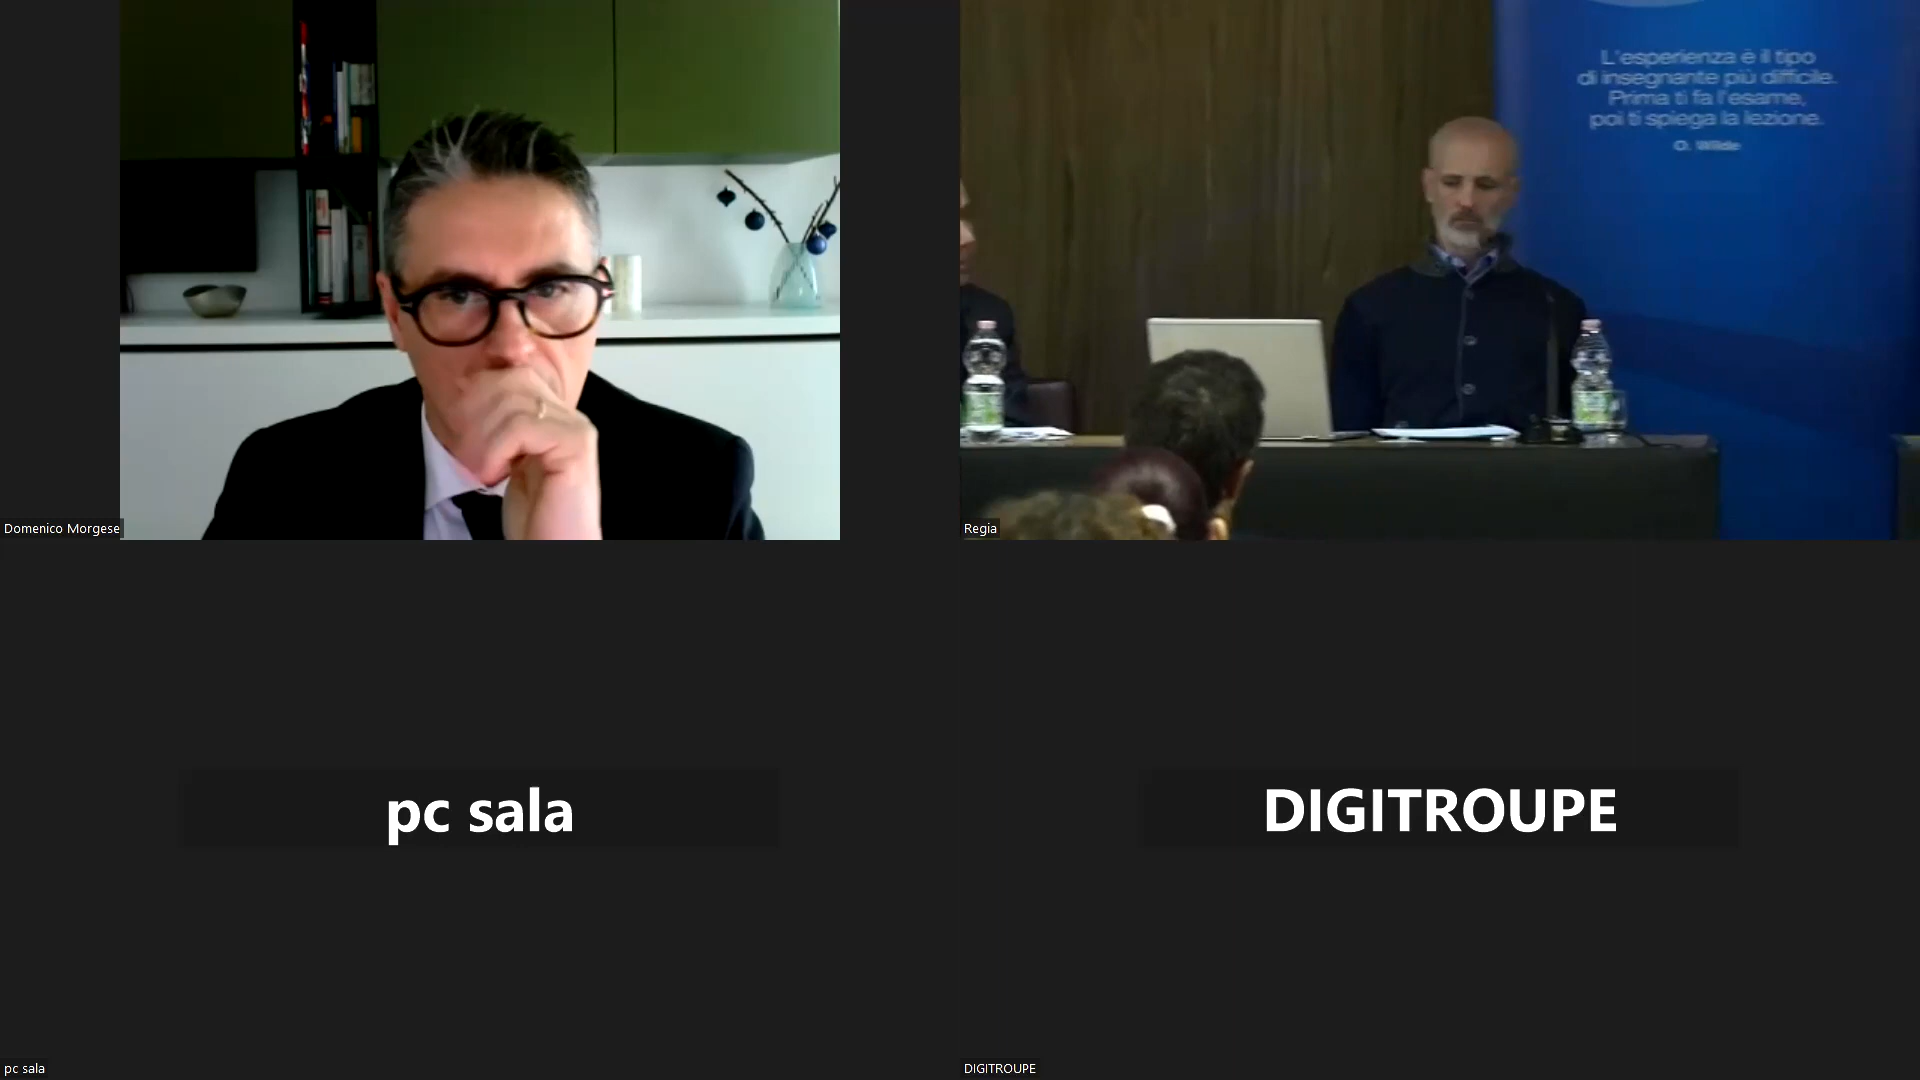 L'esperienza è il tipo
di insegnante più difficile.
Prima ti fa l'esame,
poi ti spiega la lezione.
O. Wilde
Domenico Morgese
Regia
pc sala
DIGITROUPE
pc sala
DIGITROUPE